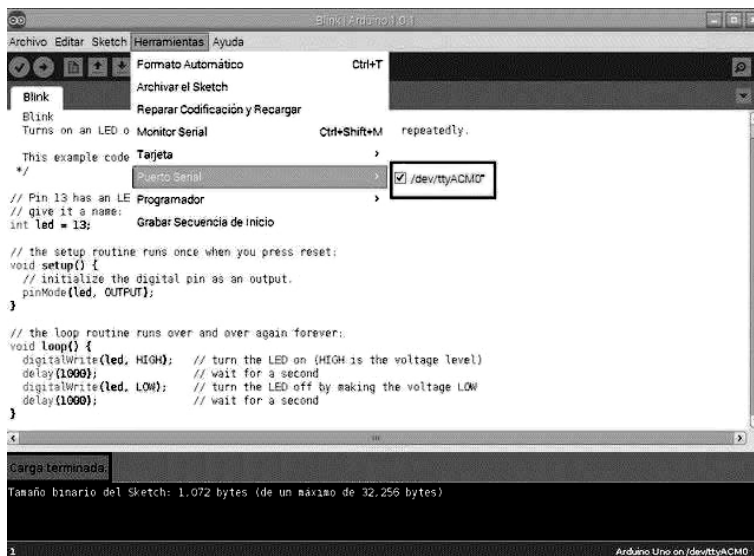 Blink | Arduino 1.0.1
Archivo Editar Sketch Herramientas Ayuda
Formato Automático Ctrl+T
Archivar el Sketch
Reparar Codificación y Recargar
Monitor Serial Ctrl+Shift+M
Tarjeta
Puerto Serial
/dev/ttyACM0"
Programador
Grabar Secuencia de Inicio
Blink
Blink
Turns on an LED o repeatedly.
This example code
*/
// Pin 13 has an LE
// give it a name:
int led = 13;
// the setup routine runs once when you press reset:
void setup() {
// initialize the digital pin as an output.
pinMode(led, OUTPUT);
}
// the loop routine runs over and over again forever:
void loop() {
digitalWrite(led, HIGH); // turn the LED on (HIGH is the voltage level)
delay(1000); // wait for a second
digitalWrite(led, LOW); // turn the LED off by making the voltage LOW
delay(1000); // wait for a second
}
Carga terminada.
Tamaño binario del Sketch: 1.072 bytes (de un máximo de 32.256 bytes)
1 Arduino Uno on /dev/ttyACM0